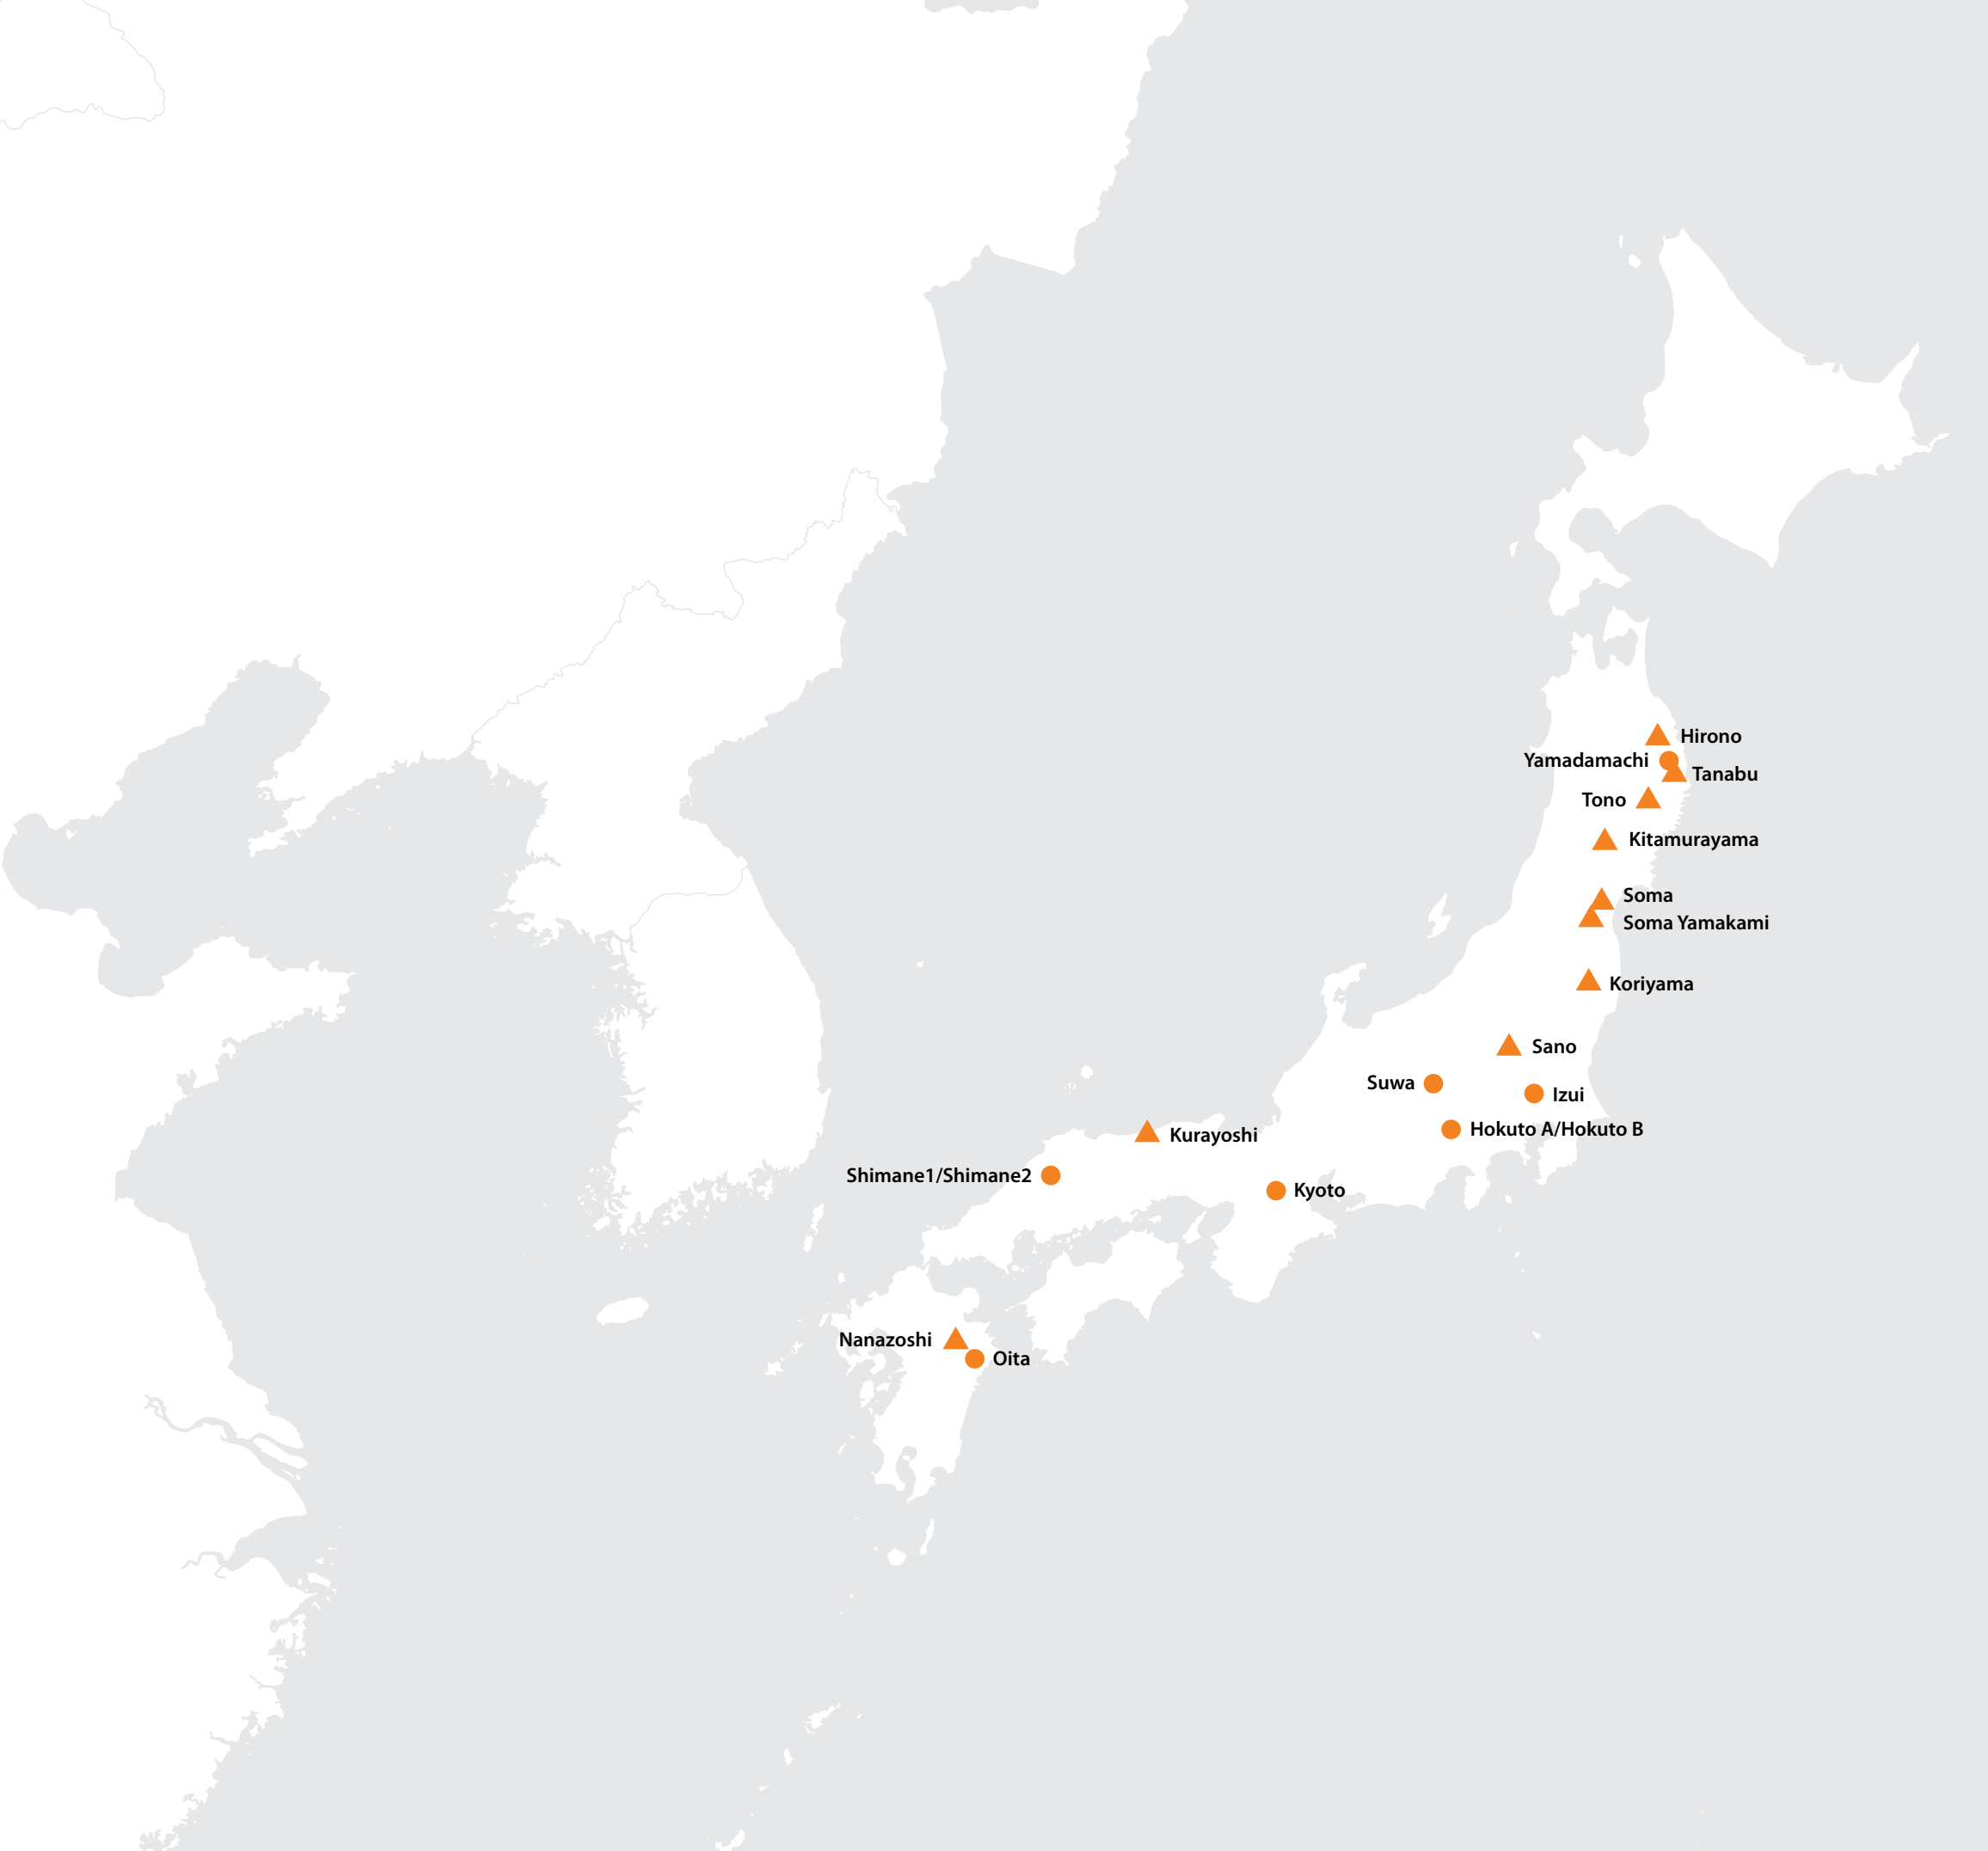 Hirono
Yamadamachi
Tanabu
Tono
Kitamurayama
Soma
Soma Yamakami
Koriyama
Sano
Suwa
Izui
Hokuto A/Hokuto B
Kurayoshi
Shimane1/Shimane2
Kyoto
Nanazoshi
Oita